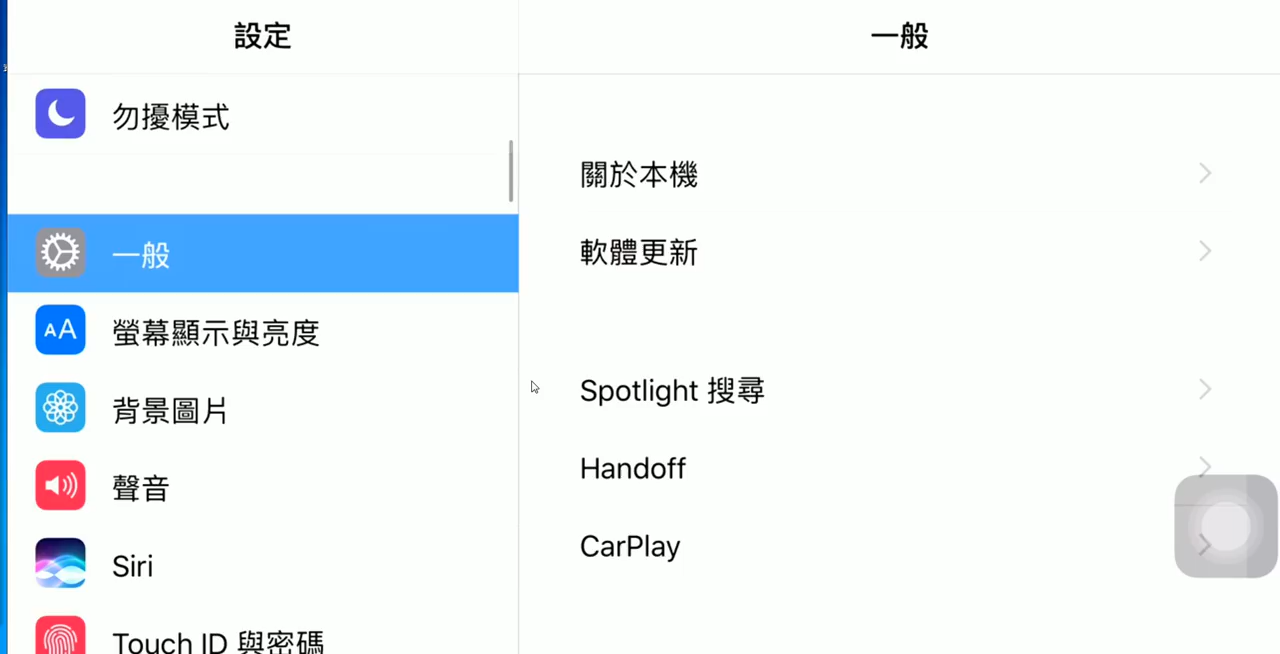 設定
一般
勿擾模式
一般
螢幕顯示與亮度
背景圖片
聲音
Siri
Touch ID 與密碼
關於本機
軟體更新
Spotlight 搜尋
Handoff
CarPlay